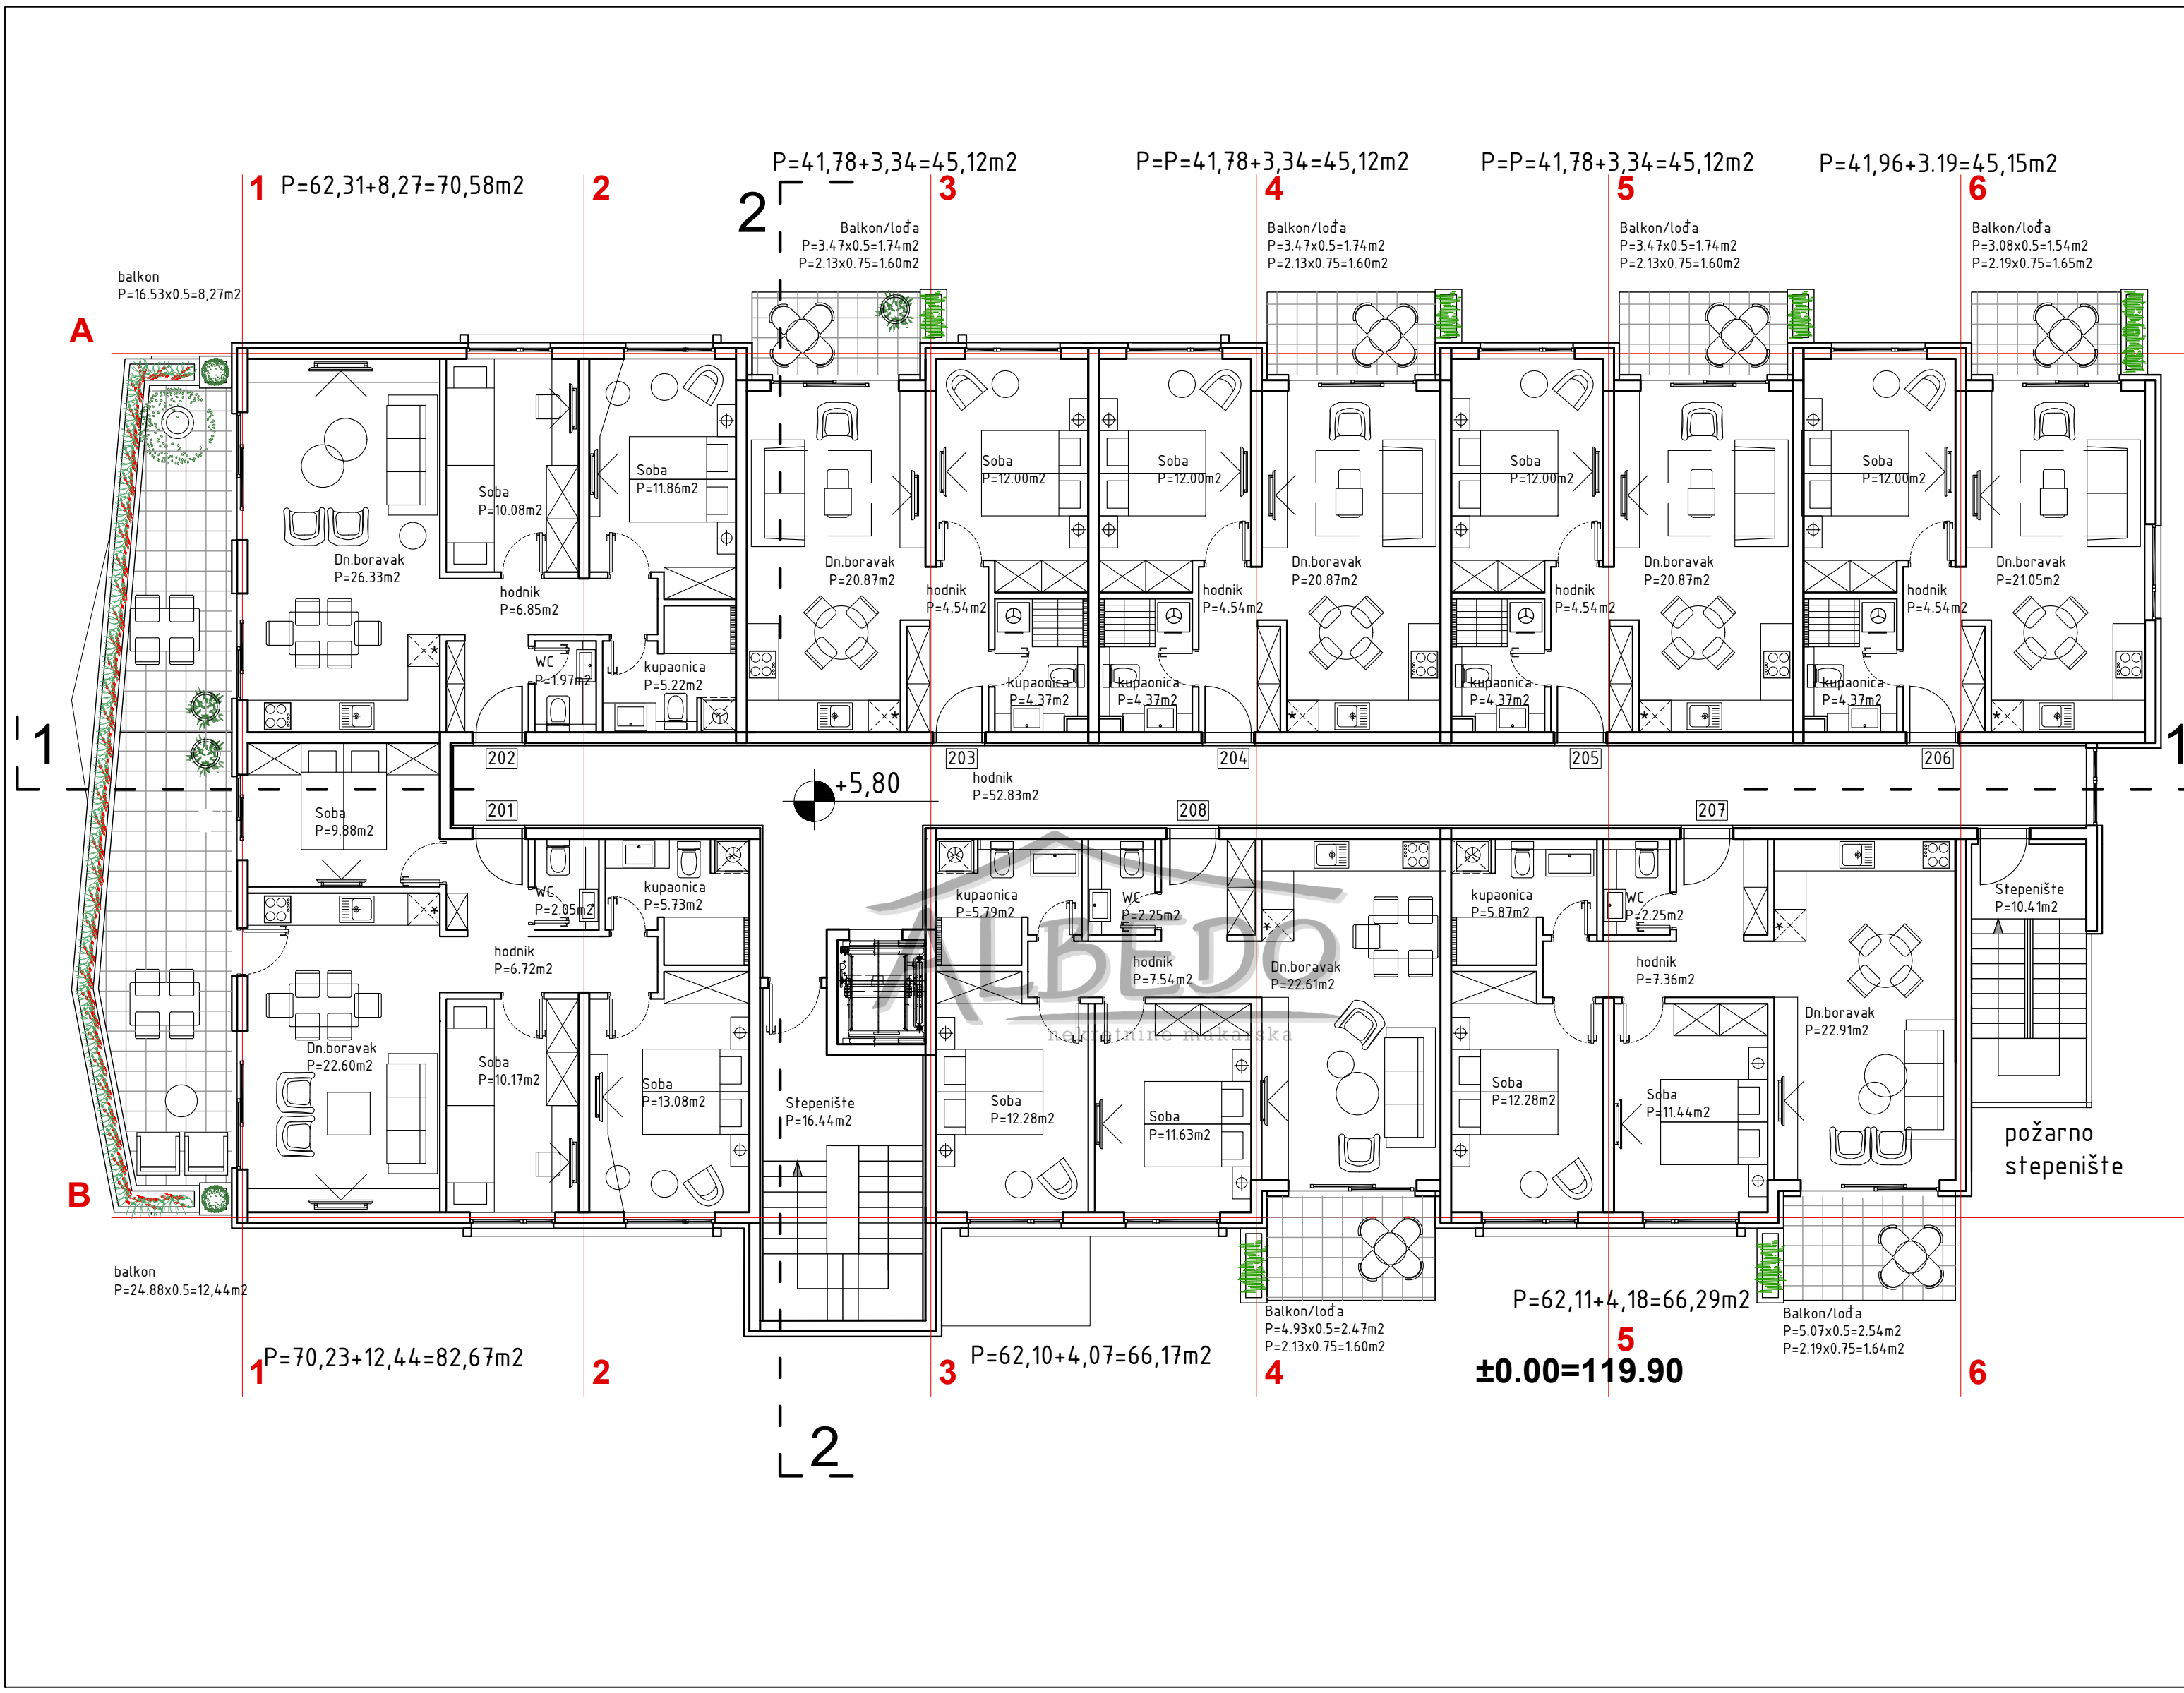 P=41,78+3,34=45,12m2
P=P=41,78+3,34=45,12m2
P=P=41,78+3,34=45,12m2
P=41,96+3.19=45,15m2
1
P=62,31+8,27=70,58m2
2
2
3
4
5
6
Balkon/lođa
P=3.47x0.5=1.74m2
P=2.13x0.75=1.60m2
Balkon/lođa
P=3.47x0.5=1.74m2
P=2.13x0.75=1.60m2
Balkon/lođa
P=3.47x0.5=1.74m2
P=2.13x0.75=1.60m2
Balkon/lođa
P=3.08x0.5=1.54m2
P=2.19x0.75=1.65m2
balkon
P=16.53x0.5=8,27m2
A
Soba
P=10.08m2
Soba
P=11.86m2
Soba
P=12.00m2
Soba
P=12.00m2
Soba
P=12.00m2
Soba
P=12.00m2
Dn.boravak
P=26.33m2
Dn.boravak
P=20.87m2
Dn.boravak
P=20.87m2
Dn.boravak
P=20.87m2
Dn.boravak
P=21.05m2
hodnik
P=6.85m2
hodnik
P=4.54m2
hodnik
P=4.54m2
hodnik
P=4.54m2
hodnik
P=4.54m2
WC
P=1.97m2
kupaonica
P=5.22m2
kupaonica
P=4.37m2
kupaonica
P=4.37m2
kupaonica
P=4.37m2
kupaonica
P=4.37m2
1
1
202
203
204
205
206
+5,80
hodnik
P=52.83m2
201
208
207
Soba
P=9.88m2
WC
P=2.05m2
kupaonica
P=5.73m2
kupaonica
P=5.79m2
WC
P=2.25m2
kupaonica
P=5.87m2
WC
P=2.25m2
Stepenište
P=10.41m2
ALBEDO
nekretnine makarska
hodnik
P=6.72m2
hodnik
P=7.54m2
Dn.boravak
P=22.61m2
hodnik
P=7.36m2
Dn.boravak
P=22.91m2
Dn.boravak
P=22.60m2
Soba
P=10.17m2
Soba
P=13.08m2
Stepenište
P=16.44m2
Soba
P=12.28m2
Soba
P=11.63m2
Soba
P=12.28m2
Soba
P=11.44m2
požarno
stepenište
B
balkon
P=24.88x0.5=12,44m2
Balkon/lođa
P=4.93x0.5=2.47m2
P=2.13x0.75=1.60m2
P=62,11+4,18=66,29m2
Balkon/lođa
P=5.07x0.5=2.54m2
P=2.19x0.75=1.64m2
1
P=70,23+12,44=82,67m2
2
3
P=62,10+4,07=66,17m2
4
5
6
±0.00=119.90
2